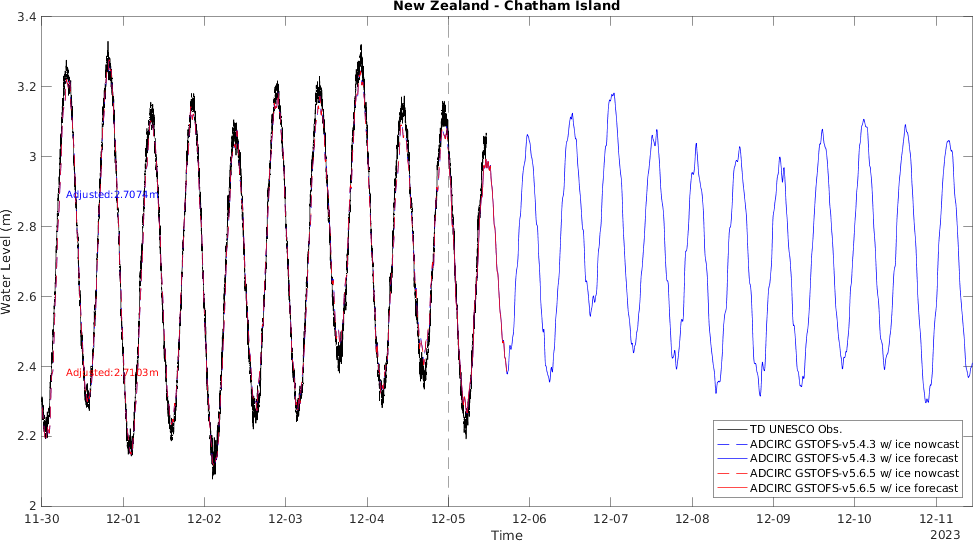 New Zealand - Chatham Island
3.4
3.2
3
2.8
2.6
2.4
2.2
2
Water Level (m)
Adjusted:2.7074m
Adjusted:2.7103m
TD UNESCO Obs.
ADCIRC GSTOFS-v5.4.3 w/ ice nowcast
ADCIRC GSTOFS-v5.4.3 w/ ice forecast
ADCIRC GSTOFS-v5.6.5 w/ ice nowcast
ADCIRC GSTOFS-v5.6.5 w/ ice forecast
11-30 12-01 12-02 12-03 12-04 12-05 12-06 12-07 12-08 12-09 12-10 12-11
Time
2023